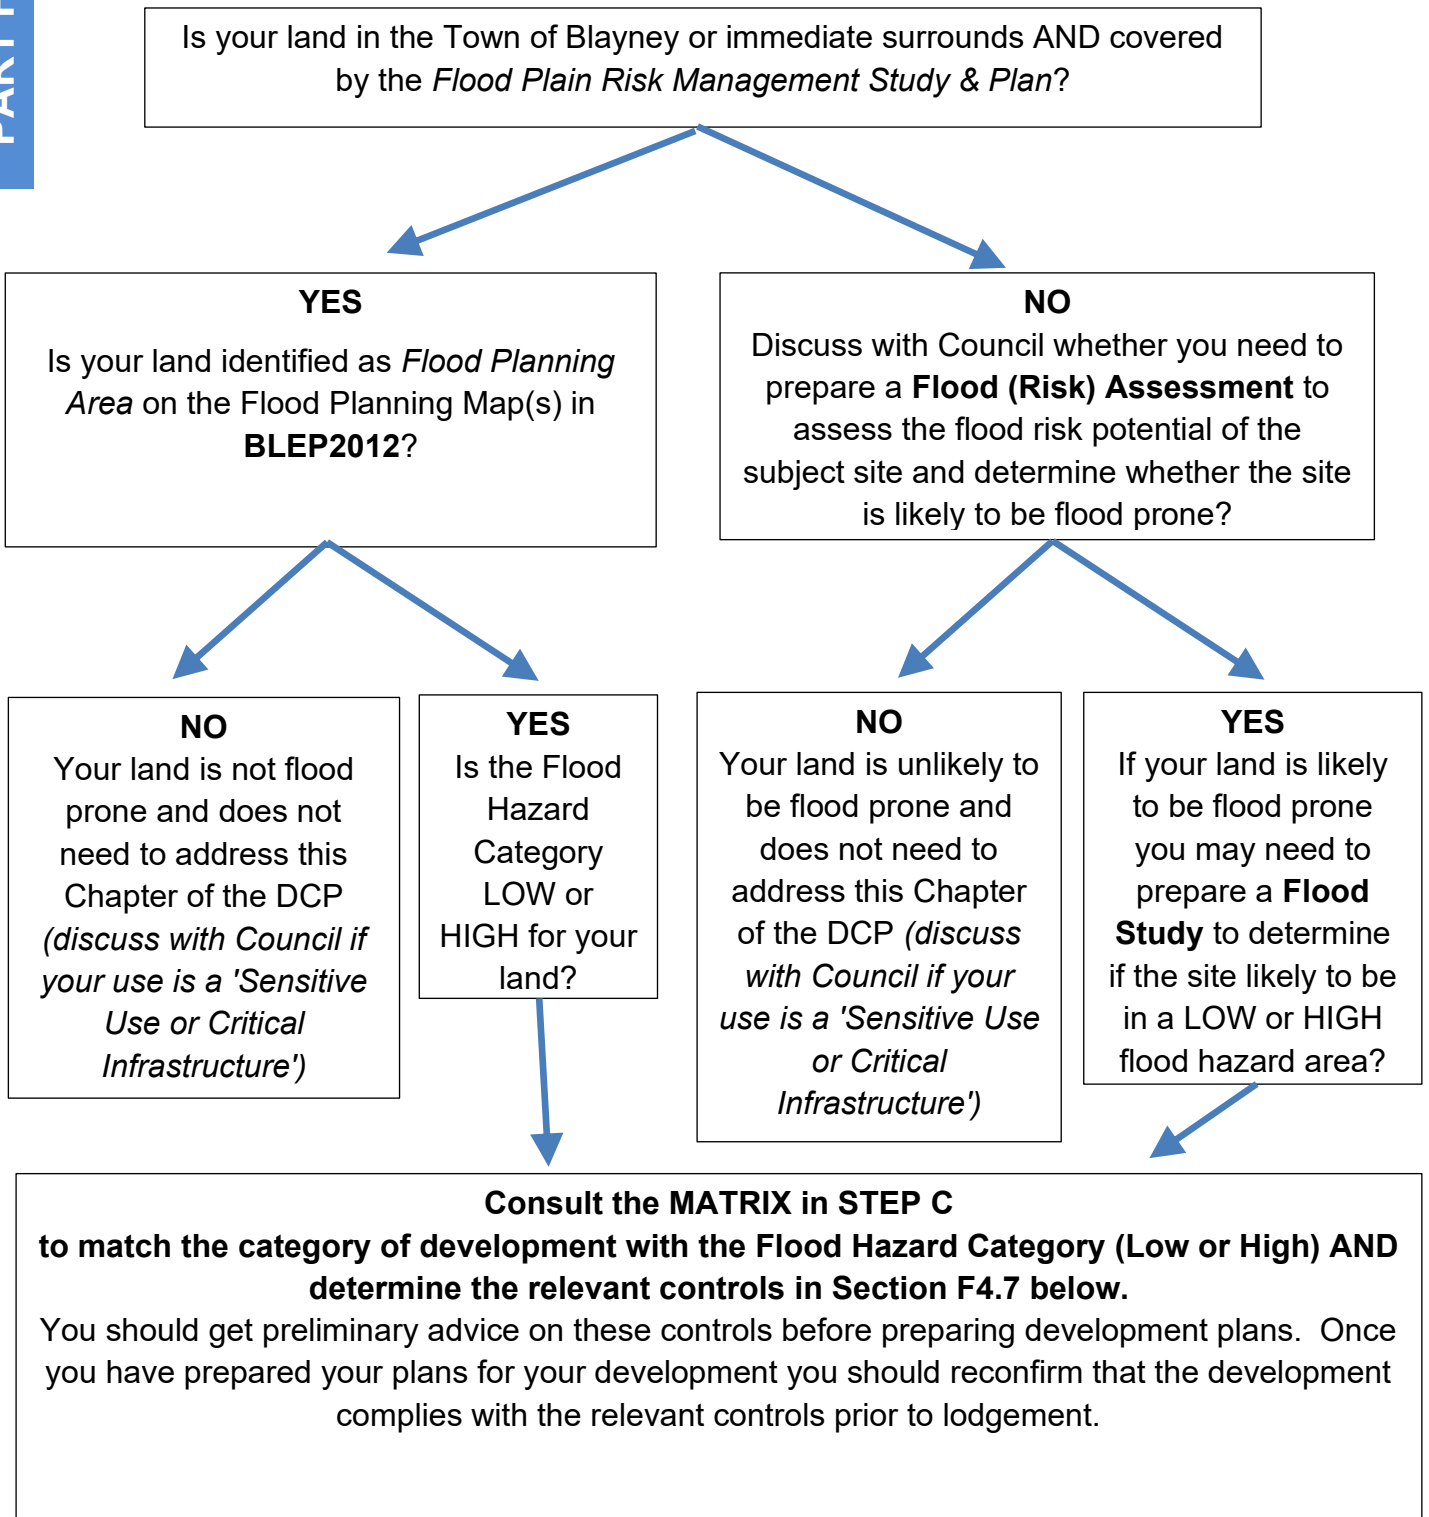 PART F
Is your land in the Town of Blayney or immediate surrounds AND covered
by the Flood Plain Risk Management Study & Plan?
YES
Is your land identified as Flood Planning
Area on the Flood Planning Map(s) in
BLEP2012?
NO
Discuss with Council whether you need to
prepare a Flood (Risk) Assessment to
assess the flood risk potential of the
subject site and determine whether the site
is likely to be flood prone?
NO
Your land is not flood
prone and does not
need to address this
Chapter of the DCP
(discuss with Council if
your use is a 'Sensitive
Use or Critical
Infrastructure')
YES
Is the Flood
Hazard
Category
LOW or
HIGH for your
land?
NO
Your land is unlikely to
be flood prone and
does not need to
address this Chapter
of the DCP (discuss
with Council if your
use is a 'Sensitive Use
or Critical
Infrastructure')
YES
If your land is likely
to be flood prone
you may need to
prepare a Flood
Study to determine
if the site likely to be
in a LOW or HIGH
flood hazard area?
Consult the MATRIX in STEP C
to match the category of development with the Flood Hazard Category (Low or High) AND
determine the relevant controls in Section F4.7 below.
You should get preliminary advice on these controls before preparing development plans.  Once
you have prepared your plans for your development you should reconfirm that the development
complies with the relevant controls prior to lodgement.